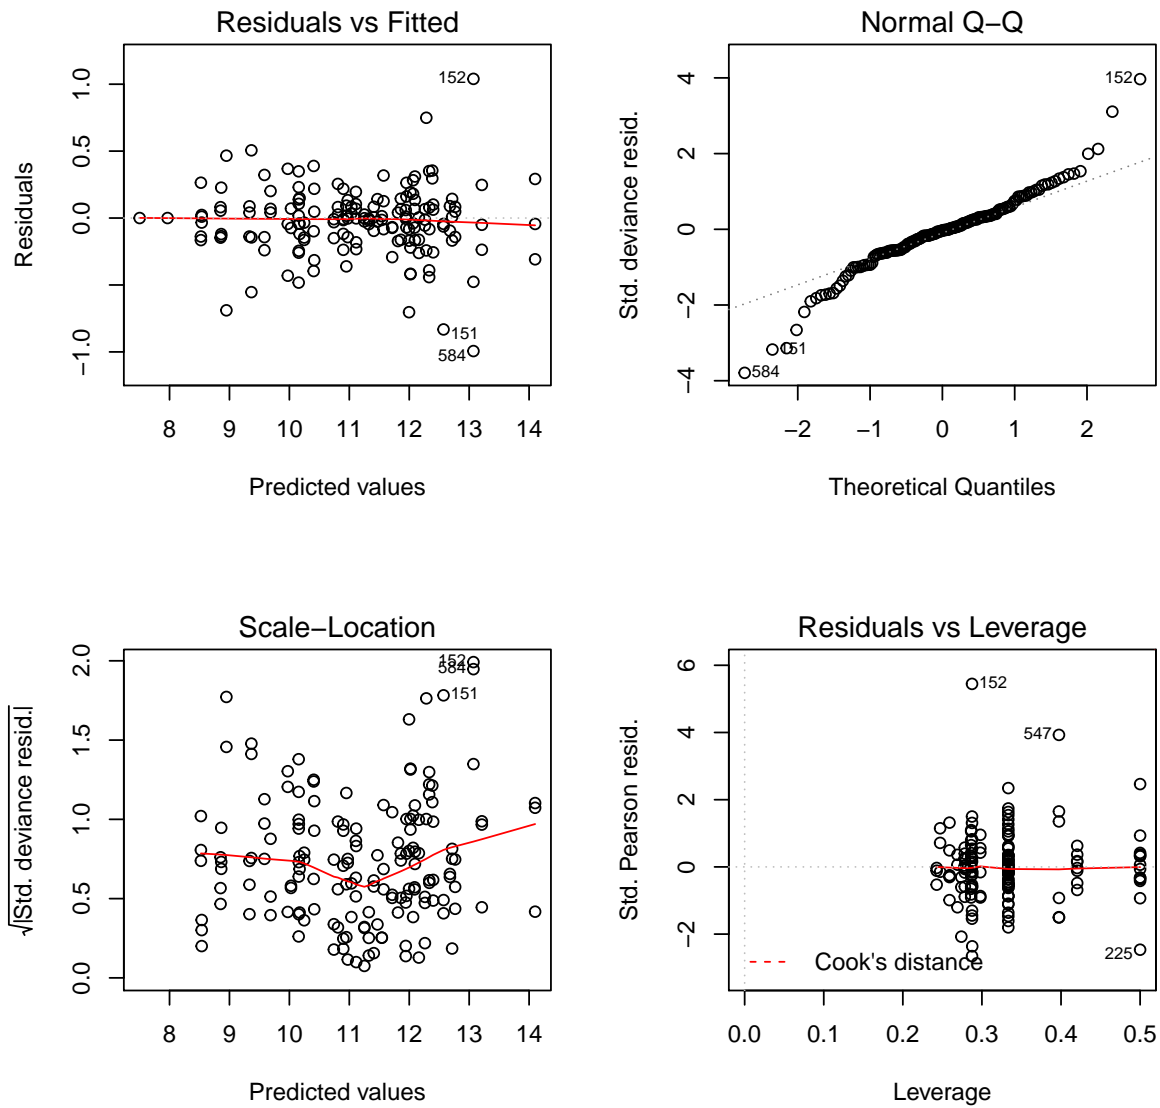 Residuals vs Fitted
Residuals
1.0
0.5
0.0
−1.0
152
151
584
8 9 10 11 12 13 14
Predicted values
Normal Q−Q
Std. deviance resid.
4
2
0
−2
−4
152
151
584
−2 −1 0 1 2
Theoretical Quantiles
Scale−Location
√|Std. deviance resid.|
2.0
1.5
1.0
0.5
0.0
152
584
151
8 9 10 11 12 13 14
Predicted values
Residuals vs Leverage
Std. Pearson resid.
6
4
2
0
−2
152
547
225
Cook's distance
0.0 0.1 0.2 0.3 0.4 0.5
Leverage